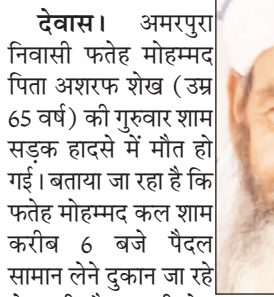 देवास। अमरपुरा
निवासी फतेह मोहम्मद
पिता अशरफ शेख (उम्र
65 वर्ष) की गुरुवार शाम
सड़क हादसे में मौत हो
गई। बताया जा रहा है कि
फतेह मोहम्मद कल शाम
करीब 6 बजे पैदल
सामान लेने दुकान जा रहे